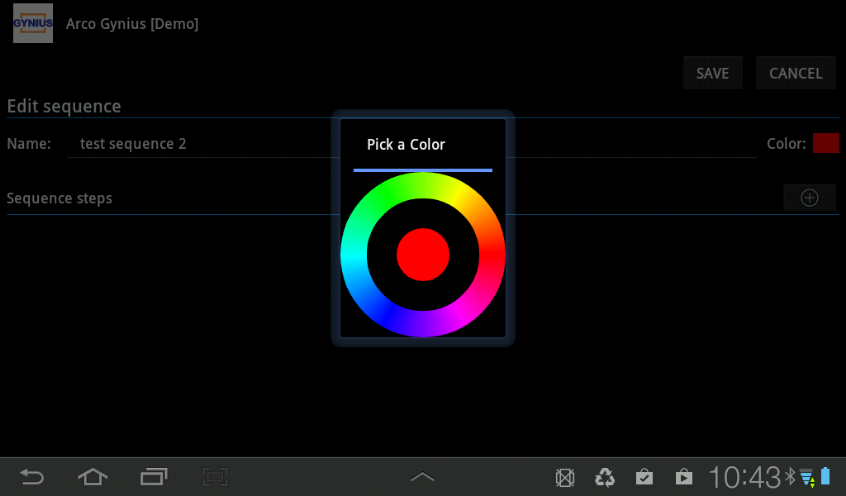 GYNIUS
Arco Gynius [Demo]
SAVE
CANCEL
Edit sequence
Name:
test sequence 2
Color:
Pick a Color
Sequence steps
10:43